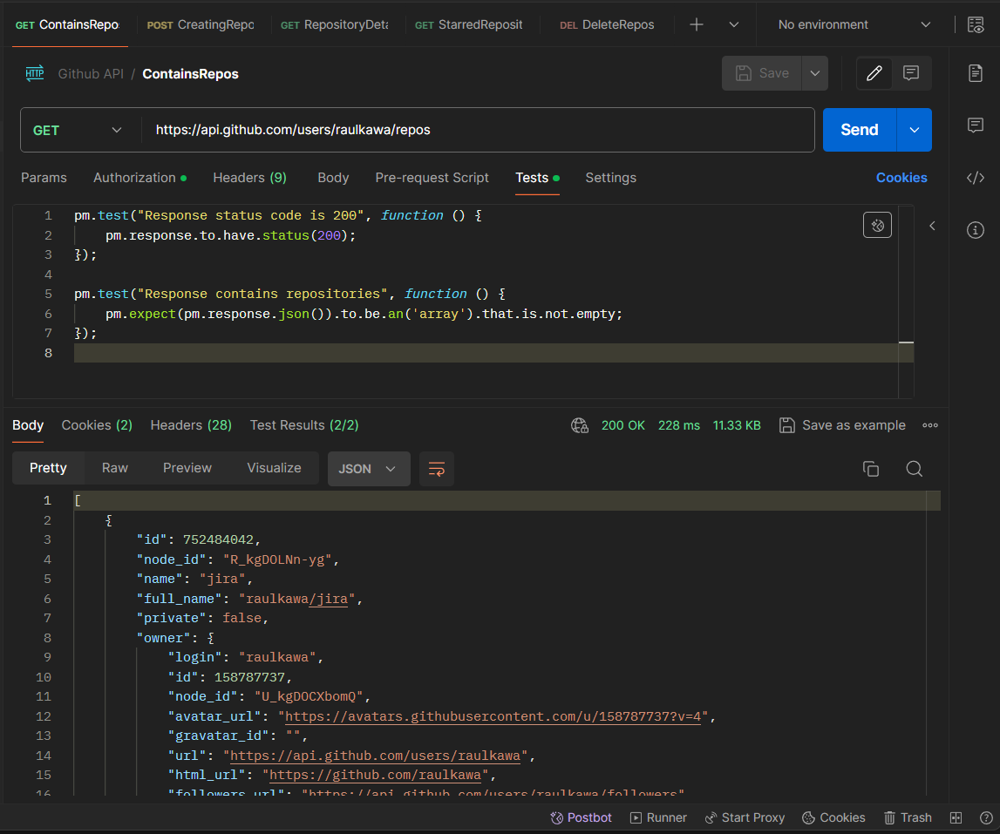 GET ContainsRepo
POST CreatingRepo
GET RepositoryDeta
GET StarredReposit
DEL DeleteRepos
No environment
HTTP Github API / ContainsRepos
Save
GET https://api.github.com/users/raulkawa/repos
Send
Params Authorization Headers (9) Body Pre-request Script Tests Settings Cookies
1 pm.test("Response status code is 200", function () {
2 pm.response.to.have.status(200);
3 });
4
5 pm.test("Response contains repositories", function () {
6 pm.expect(pm.response.json()).to.be.an('array').that.is.not.empty;
7 });
8
Body Cookies (2) Headers (28) Test Results (2/2) 200 OK 228 ms 11.33 KB Save as example
Pretty Raw Preview Visualize JSON
1 [
2 {
3 "id": 752484042,
4 "node_id": "R_kgDOLNn-yg",
5 "name": "jira",
6 "full_name": "raulkawa/jira",
7 "private": false,
8 "owner": {
9 "login": "raulkawa",
10 "id": 158787737,
11 "node_id": "U_kgDOCXbomQ",
12 "avatar_url": "https://avatars.githubusercontent.com/u/158787737?v=4",
13 "gravatar_id": "",
14 "url": "https://api.github.com/users/raulkawa",
15 "html_url": "https://github.com/raulkawa",
16 "followers_url": "https://api.github.com/users/raulkawa/followers"
Postbot Runner Start Proxy Cookies Trash